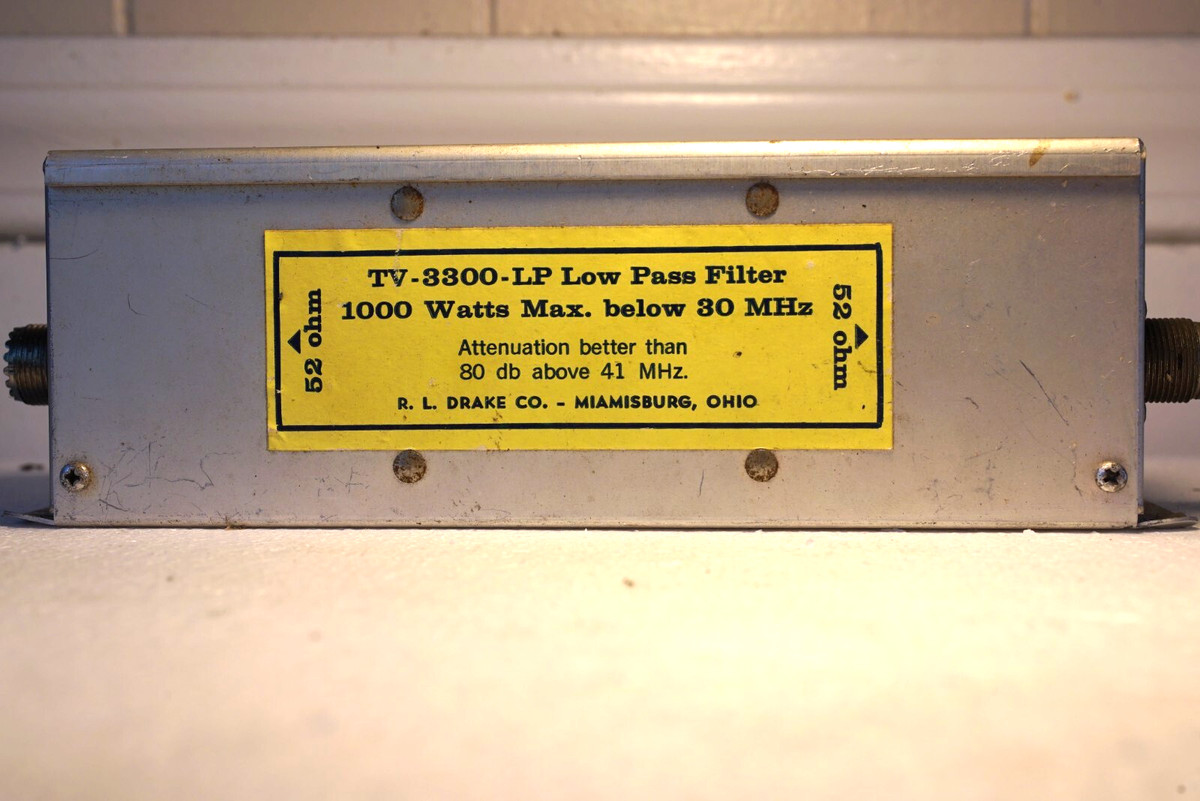 TV-3300-LP Low Pass Filter
1000 Watts Max. below 30 MHz
Attenuation better than
80 db above 41 MHz.
R. L. DRAKE CO. - MIAMISBURG, OHIO
52 ohm
52 ohm